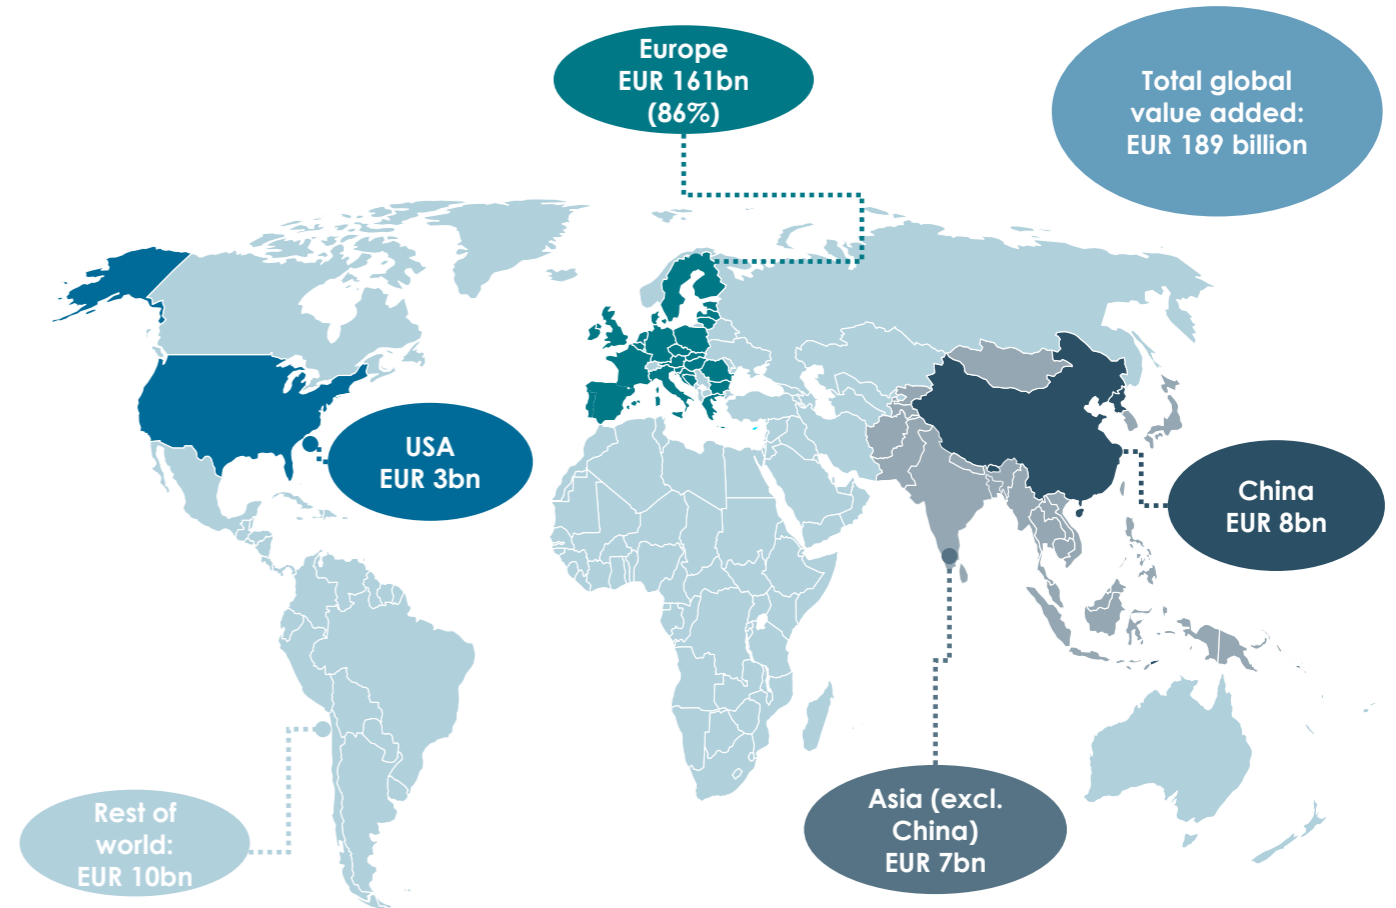 Europe
EUR 161bn
(86%)
Total global
value added:
EUR 189 billion
USA
EUR 3bn
China
EUR 8bn
Rest of
world:
EUR 10bn
Asia (excl.
China)
EUR 7bn